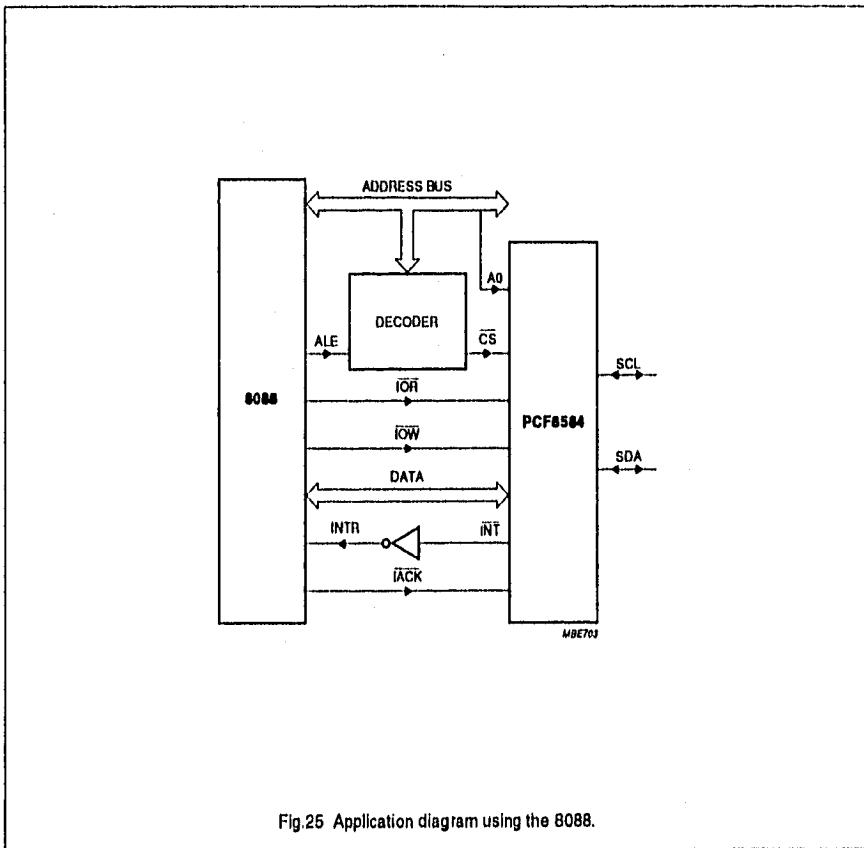 ADDRESS BUS
A0
DECODER
ALE
CS
SCL
IOR
8088
PCF8584
IOW
SDA
DATA
INTR
INT
IACK
MBE703
Fig.25 Application diagram using the 8088.